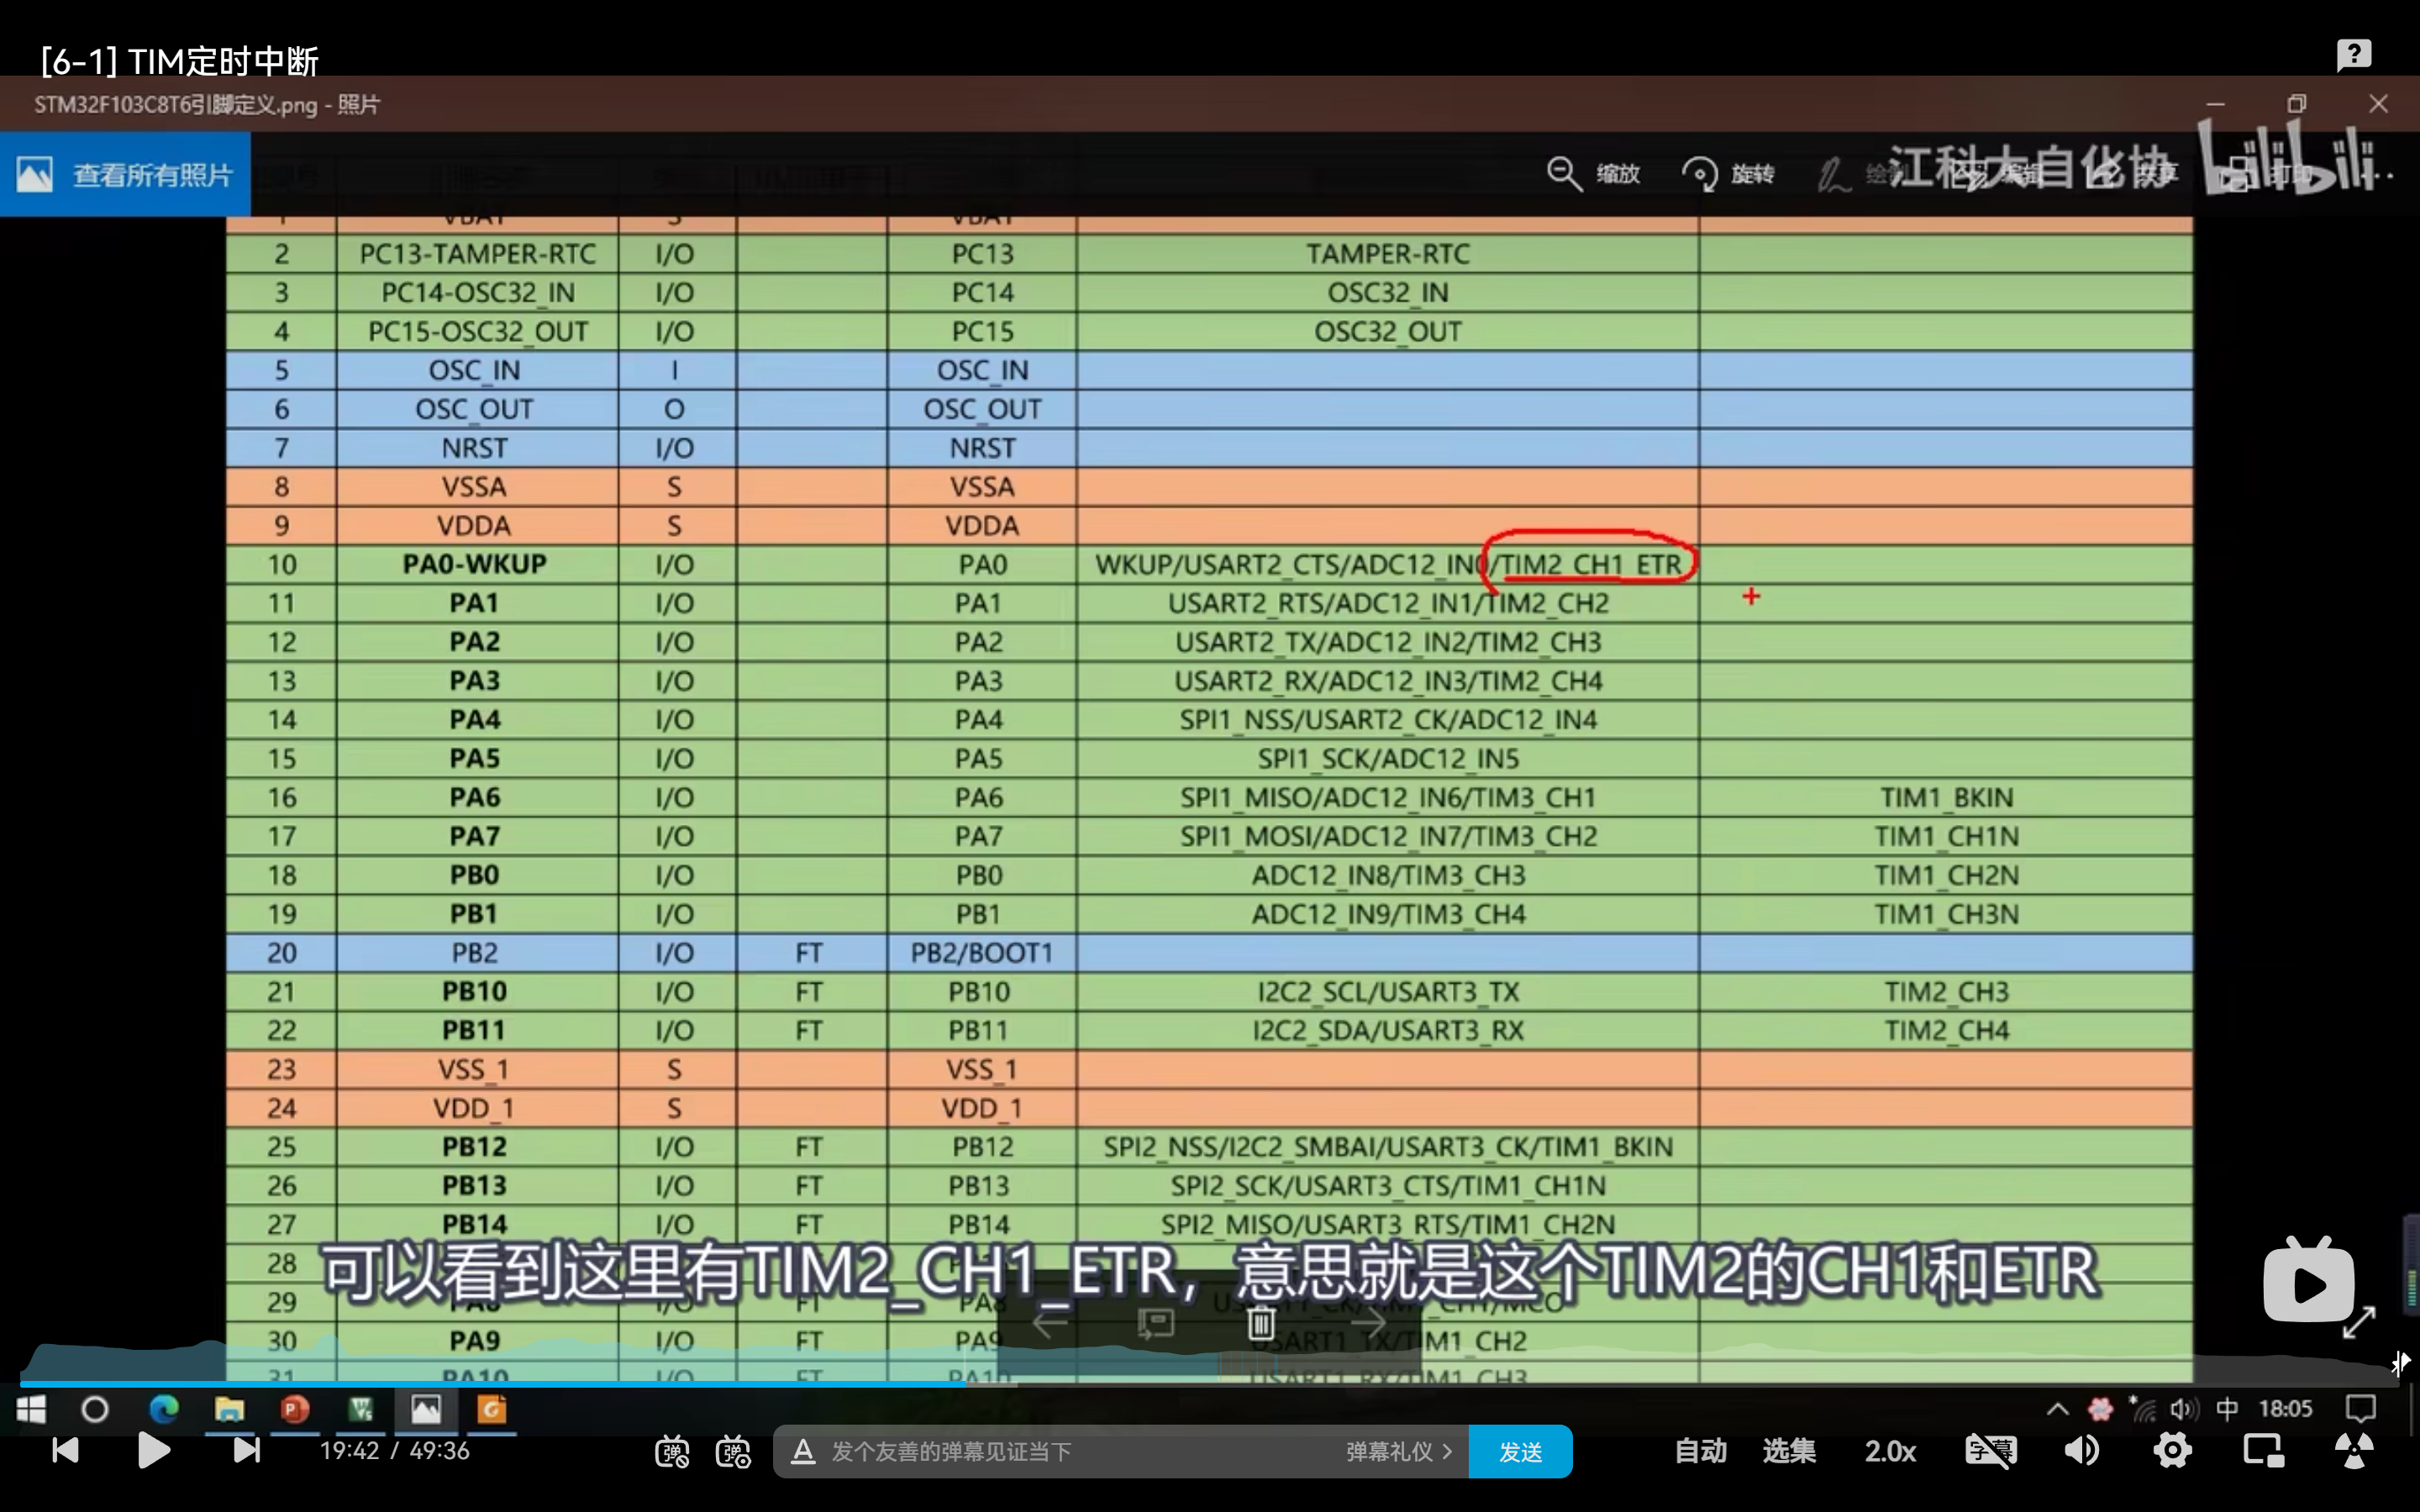 [6-1] TIM定时中断
STM32F103C8T6引脚定义.png - 照片
查看所有照片
缩放
旋转
江科大自化协 bilibili
1 VBAT S VBAT
2 PC13-TAMPER-RTC I/O PC13 TAMPER-RTC
3 PC14-OSC32_IN I/O PC14 OSC32_IN
4 PC15-OSC32_OUT I/O PC15 OSC32_OUT
5 OSC_IN I OSC_IN
6 OSC_OUT O OSC_OUT
7 NRST I/O NRST
8 VSSA S VSSA
9 VDDA S VDDA
10 PA0-WKUP I/O PA0 WKUP/USART2_CTS/ADC12_IN0/TIM2_CH1_ETR
11 PA1 I/O PA1 USART2_RTS/ADC12_IN1/TIM2_CH2
12 PA2 I/O PA2 USART2_TX/ADC12_IN2/TIM2_CH3
13 PA3 I/O PA3 USART2_RX/ADC12_IN3/TIM2_CH4
14 PA4 I/O PA4 SPI1_NSS/USART2_CK/ADC12_IN4
15 PA5 I/O PA5 SPI1_SCK/ADC12_IN5
16 PA6 I/O PA6 SPI1_MISO/ADC12_IN6/TIM3_CH1 TIM1_BKIN
17 PA7 I/O PA7 SPI1_MOSI/ADC12_IN7/TIM3_CH2 TIM1_CH1N
18 PB0 I/O PB0 ADC12_IN8/TIM3_CH3 TIM1_CH2N
19 PB1 I/O PB1 ADC12_IN9/TIM3_CH4 TIM1_CH3N
20 PB2 I/O FT PB2/BOOT1
21 PB10 I/O FT PB10 I2C2_SCL/USART3_TX TIM2_CH3
22 PB11 I/O FT PB11 I2C2_SDA/USART3_RX TIM2_CH4
23 VSS_1 S VSS_1
24 VDD_1 S VDD_1
25 PB12 I/O FT PB12 SPI2_NSS/I2C2_SMBAI/USART3_CK/TIM1_BKIN
26 PB13 I/O FT PB13 SPI2_SCK/USART3_CTS/TIM1_CH1N
27 PB14 I/O FT PB14 SPI2_MISO/USART3_RTS/TIM1_CH2N
28
可以看到这里有TIM2_CH1_ETR，意思就是这个TIM2的CH1和ETR
29 PA8 I/O FT PA8
30 PA9 I/O FT PA9 USART1_TX/TIM1_CH2
31 PA10 I/O FT PA10 USART1_RX/TIM1_CH3
中 18:05
19:42 / 49:36
发个友善的弹幕见证当下
弹幕礼仪
发送
自动
选集
2.0x
字幕